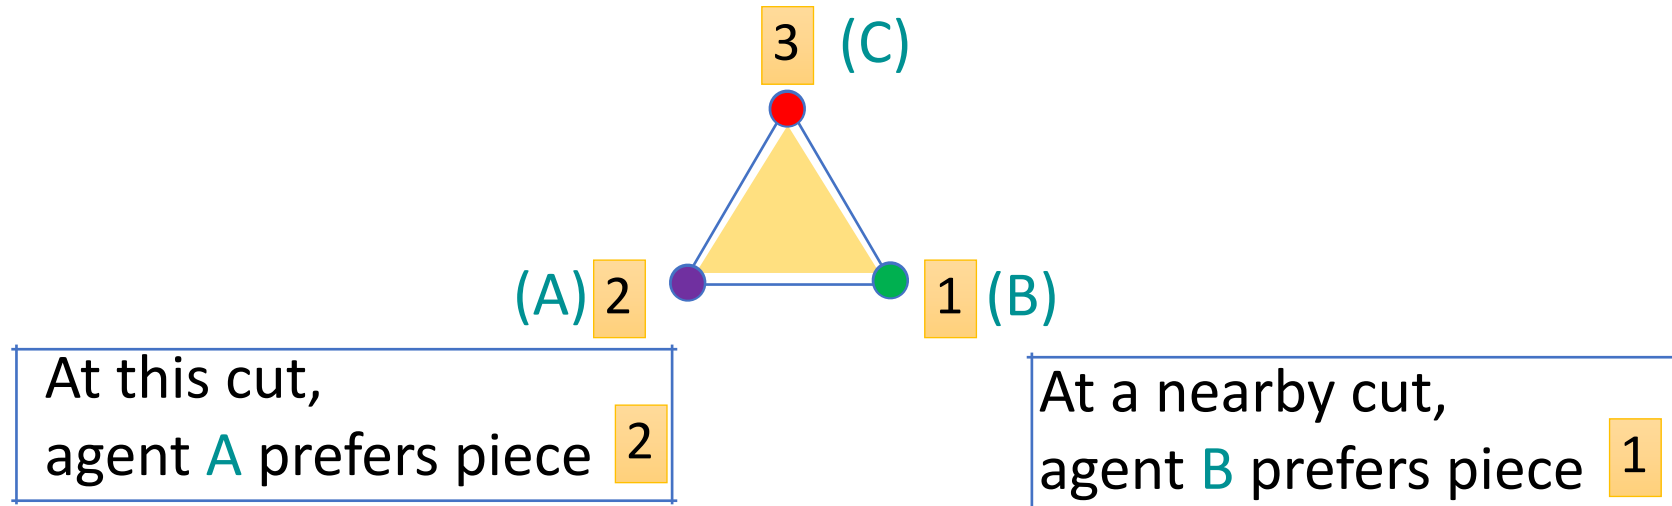 3 (C)
(A) 2
1 (B)
At this cut,
agent A prefers piece 2
At a nearby cut,
agent B prefers piece 1